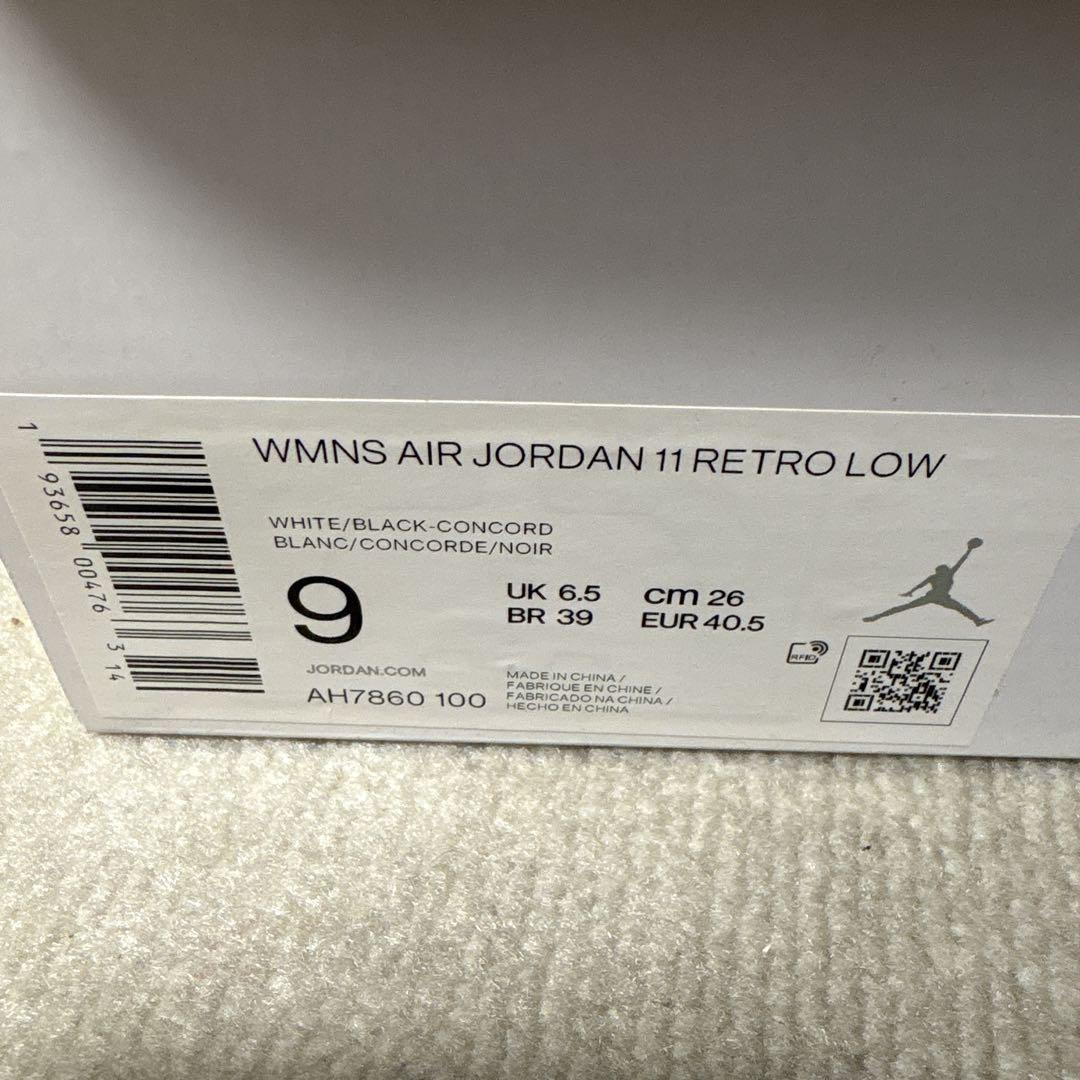 WMNS AIR JORDAN 11 RETRO LOW
WHITE/BLACK-CONCORD
BLANC/CONCORDE/NOIR
9
UK 6.5
BR 39
cm 26
EUR 40.5
JORDAN.COM
AH7860 100
MADE IN CHINA /
FABRIQUE EN CHINE /
FABRICADO NA CHINA /
HECHO EN CHINA
RFID
1 93658 00476 3 14